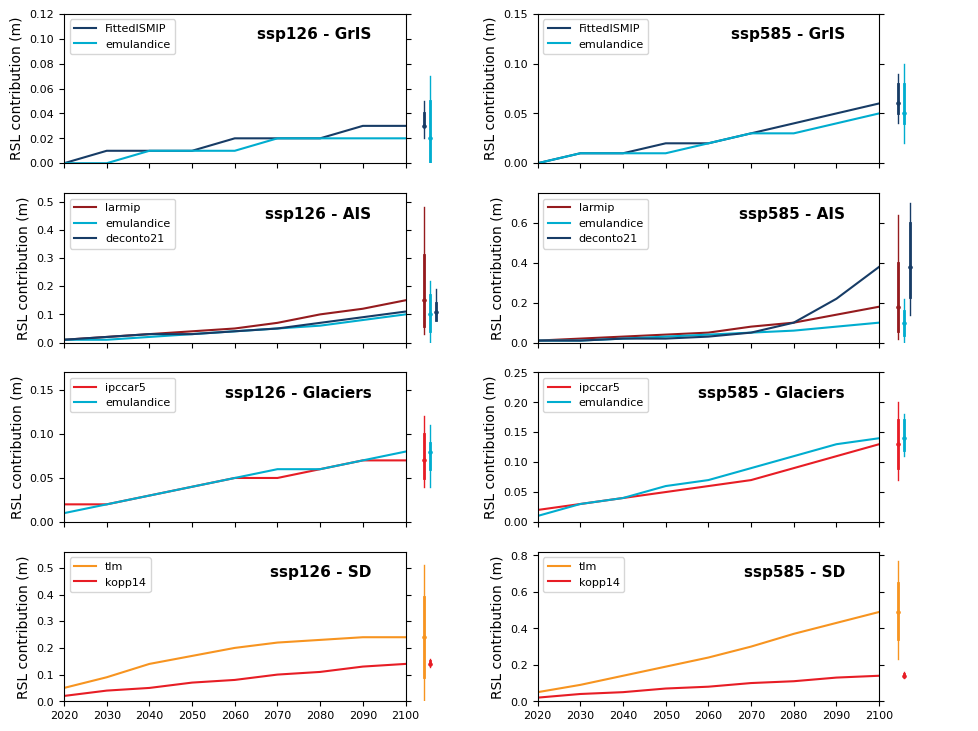 ssp126 - GrIS
FittedISMIP
emulandice
RSL contribution (m)
0.12
0.10
0.08
0.06
0.04
0.02
0.00
ssp585 - GrIS
FittedISMIP
emulandice
RSL contribution (m)
0.15
0.10
0.05
0.00
ssp126 - AIS
larmip
emulandice
deconto21
RSL contribution (m)
0.5
0.4
0.3
0.2
0.1
0.0
ssp585 - AIS
larmip
emulandice
deconto21
RSL contribution (m)
0.6
0.4
0.2
0.0
ssp126 - Glaciers
ipccar5
emulandice
RSL contribution (m)
0.15
0.10
0.05
0.00
ssp585 - Glaciers
ipccar5
emulandice
RSL contribution (m)
0.25
0.20
0.15
0.10
0.05
0.00
ssp126 - SD
tlm
kopp14
RSL contribution (m)
0.5
0.4
0.3
0.2
0.1
0.0
2020 2030 2040 2050 2060 2070 2080 2090 2100
ssp585 - SD
tlm
kopp14
RSL contribution (m)
0.8
0.6
0.4
0.2
0.0
2020 2030 2040 2050 2060 2070 2080 2090 2100